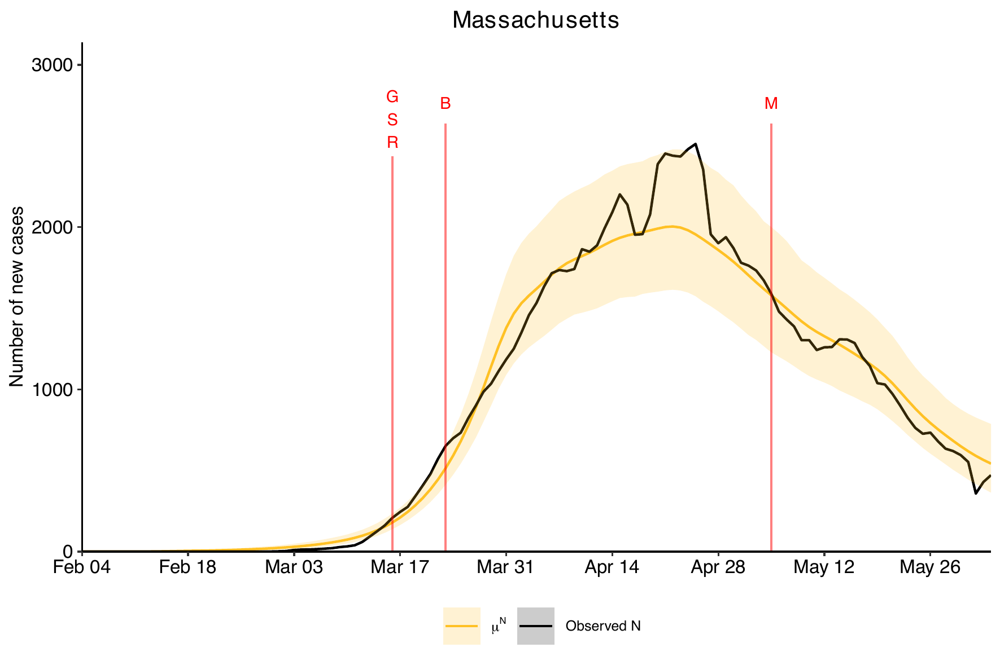 Massachusetts
3000
2000
1000
0
Number of new cases
G
S
R
B
M
Feb 04 Feb 18 Mar 03 Mar 17 Mar 31 Apr 14 Apr 28 May 12 May 26
μN Observed N